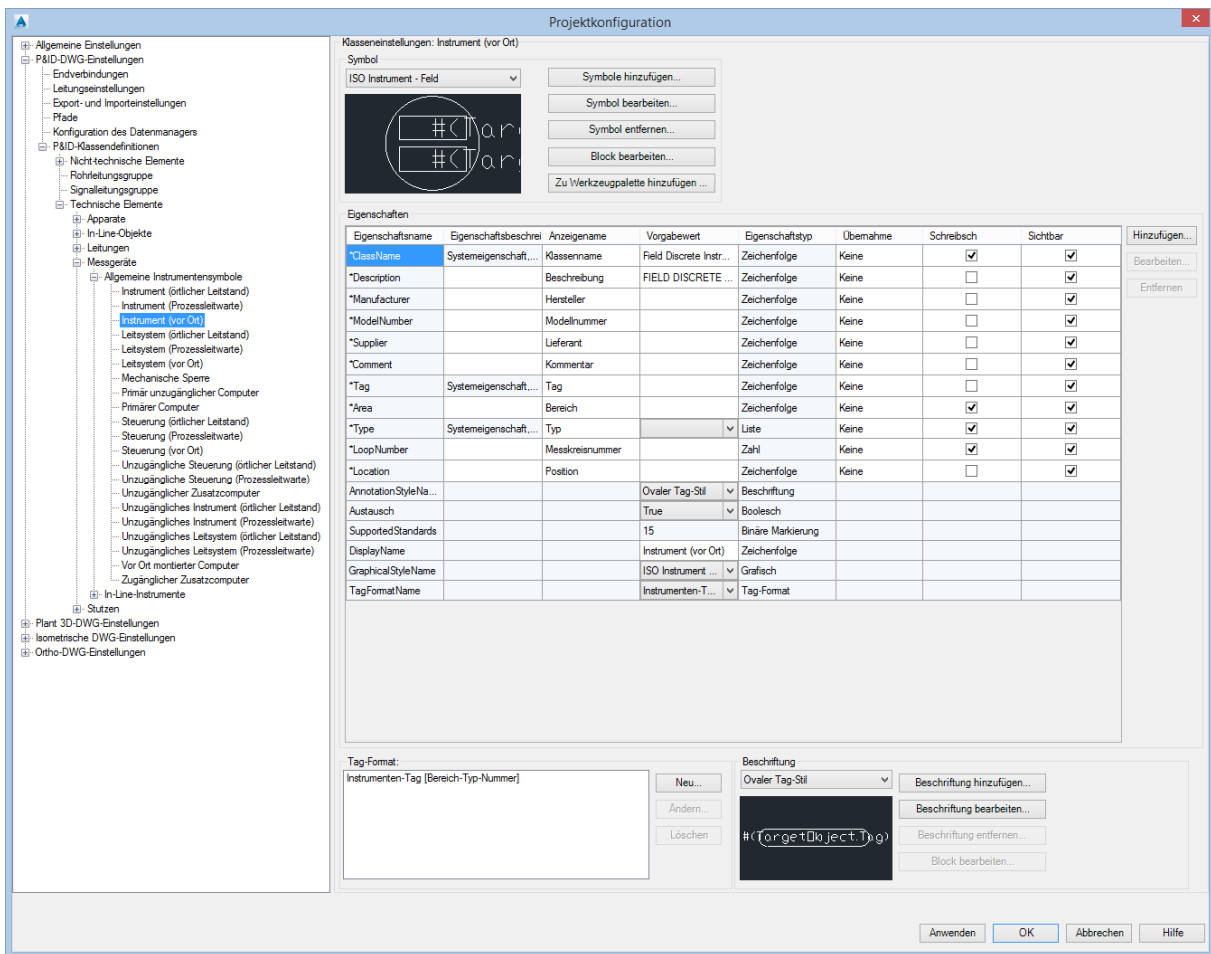 Projektkonfiguration
Allgemeine Einstellungen
P&ID-DWG-Einstellungen
Endverbindungen
Leitungseinstellungen
Export- und Importeinstellungen
Pfade
Konfiguration des Datenmanagers
P&ID-Klassendefinitionen
Nicht-technische Elemente
Rohrleitungsgruppe
Signalleitungsgruppe
Technische Elemente
Apparate
In-Line-Objekte
Leitungen
Messgeräte
Allgemeine Instrumentensymbole
Instrument (örtlicher Leitstand)
Instrument (Prozessleitwarte)
Instrument (vor Ort)
Leitsystem (örtlicher Leitstand)
Leitsystem (Prozessleitwarte)
Leitsystem (vor Ort)
Mechanische Sperre
Primär unzugänglicher Computer
Primärer Computer
Steuerung (örtlicher Leitstand)
Steuerung (Prozessleitwarte)
Steuerung (vor Ort)
Unzugängliche Steuerung (örtlicher Leitstand)
Unzugängliche Steuerung (Prozessleitwarte)
Unzugänglicher Zusatzcomputer
Unzugängliches Instrument (örtlicher Leitstand)
Unzugängliches Instrument (Prozessleitwarte)
Unzugängliches Leitsystem (örtlicher Leitstand)
Unzugängliches Leitsystem (Prozessleitwarte)
Vor Ort montierter Computer
Zugänglicher Zusatzcomputer
In-Line-Instrumente
Stutzen
Plant 3D-DWG-Einstellungen
Isometrische DWG-Einstellungen
Ortho-DWG-Einstellungen
Klasseneinstellungen: Instrument (vor Ort)
Symbol
ISO Instrument - Feld
#(Tar
#(Tar
Symbole hinzufügen...
Symbol bearbeiten...
Symbol entfernen...
Block bearbeiten...
Zu Werkzeugpalette hinzufügen ...
Eigenschaften
Eigenschaftsname Eigenschaftsbeschrei Anzeigename Vorgabewert Eigenschaftstyp Übernahme Schreibsch Sichtbar
*ClassName Systemeigenschaft,... Klassenname Field Discrete Instr... Zeichenfolge Keine
*Description Beschreibung FIELD DISCRETE ... Zeichenfolge Keine
*Manufacturer Hersteller Zeichenfolge Keine
*ModelNumber Modellnummer Zeichenfolge Keine
*Supplier Lieferant Zeichenfolge Keine
*Comment Kommentar Zeichenfolge Keine
*Tag Systemeigenschaft,... Tag Zeichenfolge Keine
*Area Bereich Zeichenfolge Keine
*Type Systemeigenschaft,... Typ Liste Keine
*LoopNumber Messkreisnummer Zahl Keine
*Location Position Zeichenfolge Keine
AnnotationStyleNa... Ovaler Tag-Stil Beschriftung
Austausch True Boolesch
SupportedStandards 15 Binäre Markierung
DisplayName Instrument (vor Ort) Zeichenfolge
GraphicalStyleName ISO Instrument ... Grafisch
TagFormatName Instrumenten-T... Tag-Format
Hinzufügen...
Bearbeiten...
Entfernen
Tag-Format:
Instrumenten-Tag [Bereich-Typ-Nummer]
Neu...
Ändern...
Löschen
Beschriftung
Ovaler Tag-Stil
#(TargetObject.Tag)
Beschriftung hinzufügen...
Beschriftung bearbeiten...
Beschriftung entfernen...
Block bearbeiten...
Anwenden
OK
Abbrechen
Hilfe